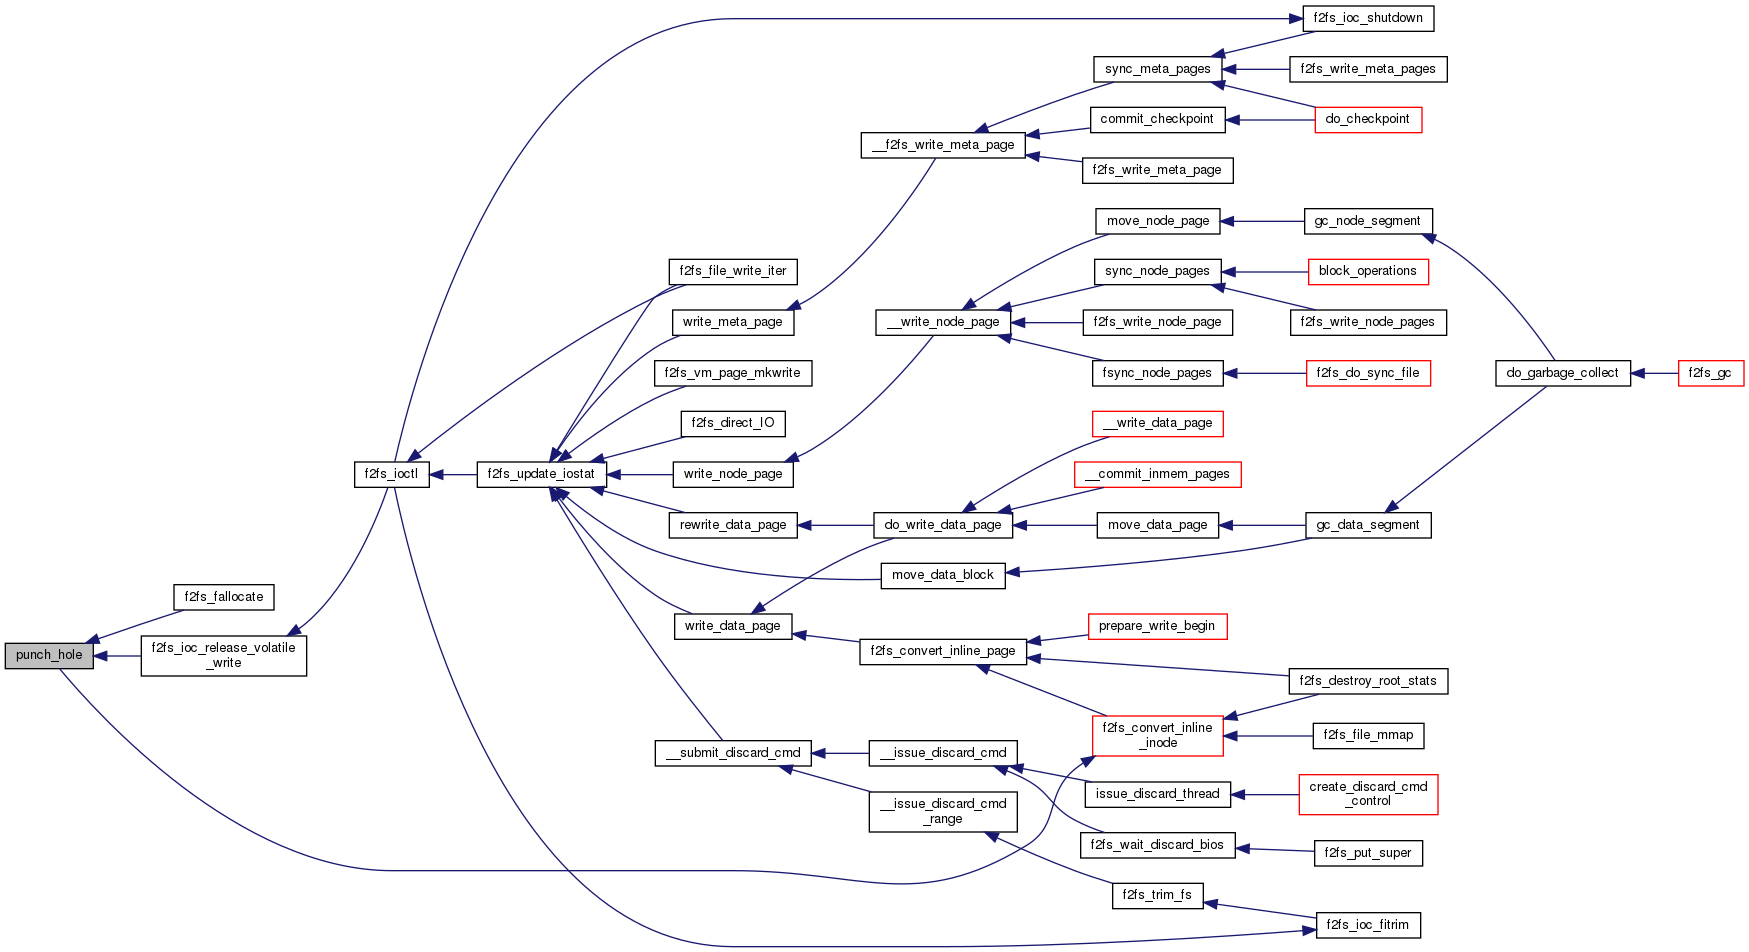 f2fs_ioc_shutdown
sync_meta_pages
f2fs_write_meta_pages
commit_checkpoint
do_checkpoint
__f2fs_write_meta_page
f2fs_write_meta_page
move_node_page
gc_node_segment
f2fs_file_write_iter
sync_node_pages
block_operations
write_meta_page
__write_node_page
f2fs_write_node_page
f2fs_write_node_pages
f2fs_vm_page_mkwrite
fsync_node_pages
f2fs_do_sync_file
do_garbage_collect
f2fs_gc
f2fs_direct_IO
__write_data_page
f2fs_ioctl
f2fs_update_iostat
write_node_page
__commit_inmem_pages
rewrite_data_page
do_write_data_page
move_data_page
gc_data_segment
move_data_block
f2fs_fallocate
write_data_page
prepare_write_begin
punch_hole
f2fs_ioc_release_volatile
_write
f2fs_convert_inline_page
f2fs_destroy_root_stats
f2fs_convert_inline
_inode
f2fs_file_mmap
__submit_discard_cmd
__issue_discard_cmd
issue_discard_thread
create_discard_cmd
_control
__issue_discard_cmd
_range
f2fs_wait_discard_bios
f2fs_put_super
f2fs_trim_fs
f2fs_ioc_fitrim